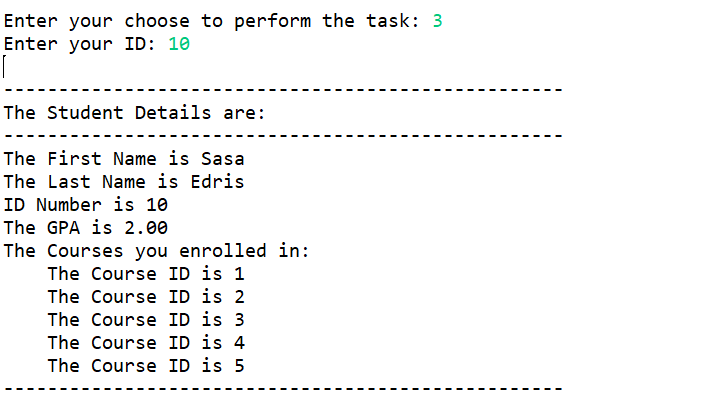 Enter your choose to perform the task: 3
Enter your ID: 10
---------------------------------------------------
The Student Details are:
---------------------------------------------------
The First Name is Sasa
The Last Name is Edris
ID Number is 10
The GPA is 2.00
The Courses you enrolled in:
    The Course ID is 1
    The Course ID is 2
    The Course ID is 3
    The Course ID is 4
    The Course ID is 5
---------------------------------------------------